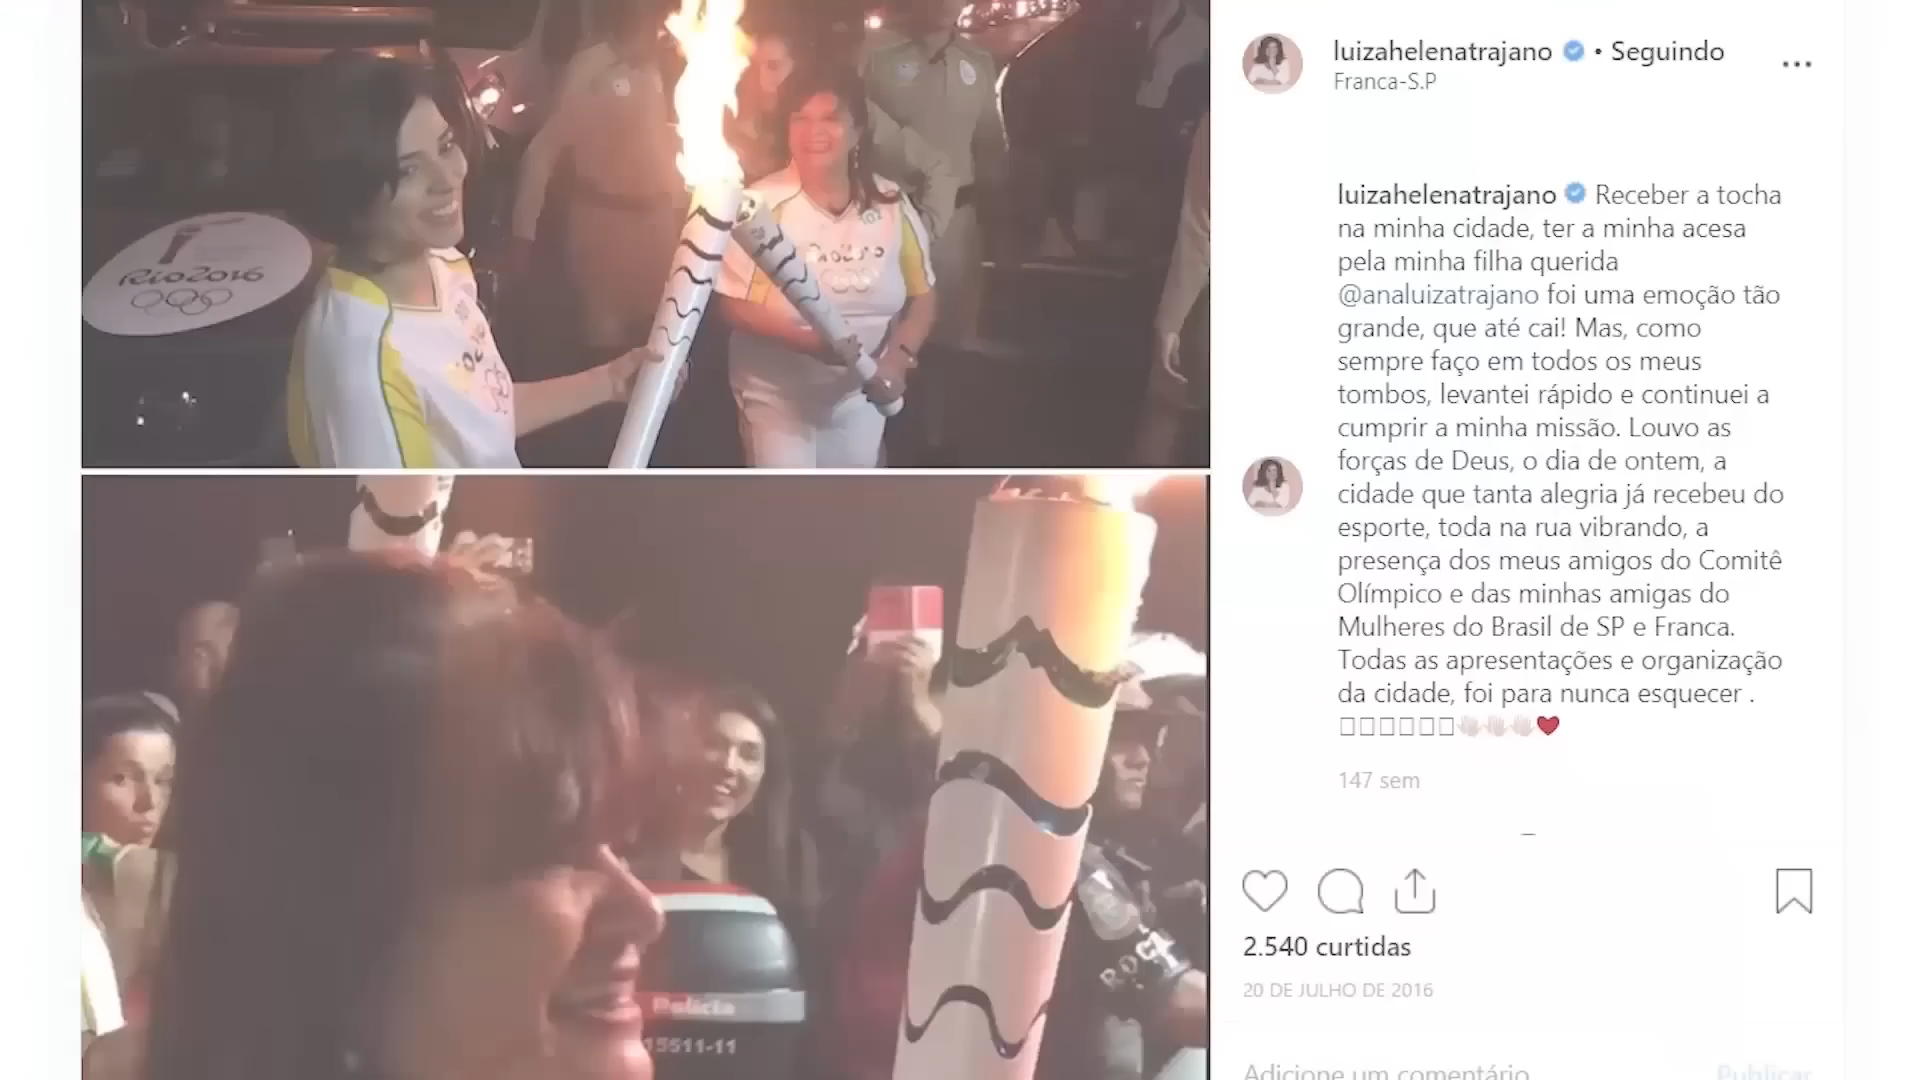 luizahelenatrajano • Seguindo
Franca-S.P
luizahelenatrajano Receber a tocha
na minha cidade, ter a minha acesa
pela minha filha querida
@analuizatrajano foi uma emoção tão
grande, que até cai! Mas, como
sempre faço em todos os meus
tombos, levantei rápido e continuei a
cumprir a minha missão. Louvo as
forças de Deus, o dia de ontem, a
cidade que tanta alegria já recebeu do
esporte, toda na rua vibrando, a
presença dos meus amigos do Comitê
Olímpico e das minhas amigas do
Mulheres do Brasil de SP e Franca.
Todas as apresentações e organização
da cidade, foi para nunca esquecer .
147 sem
2.540 curtidas
20 DE JULHO DE 2016
Adicione um comentário
Publicar
Rio2016
Rio2016
Polícia
15511-11